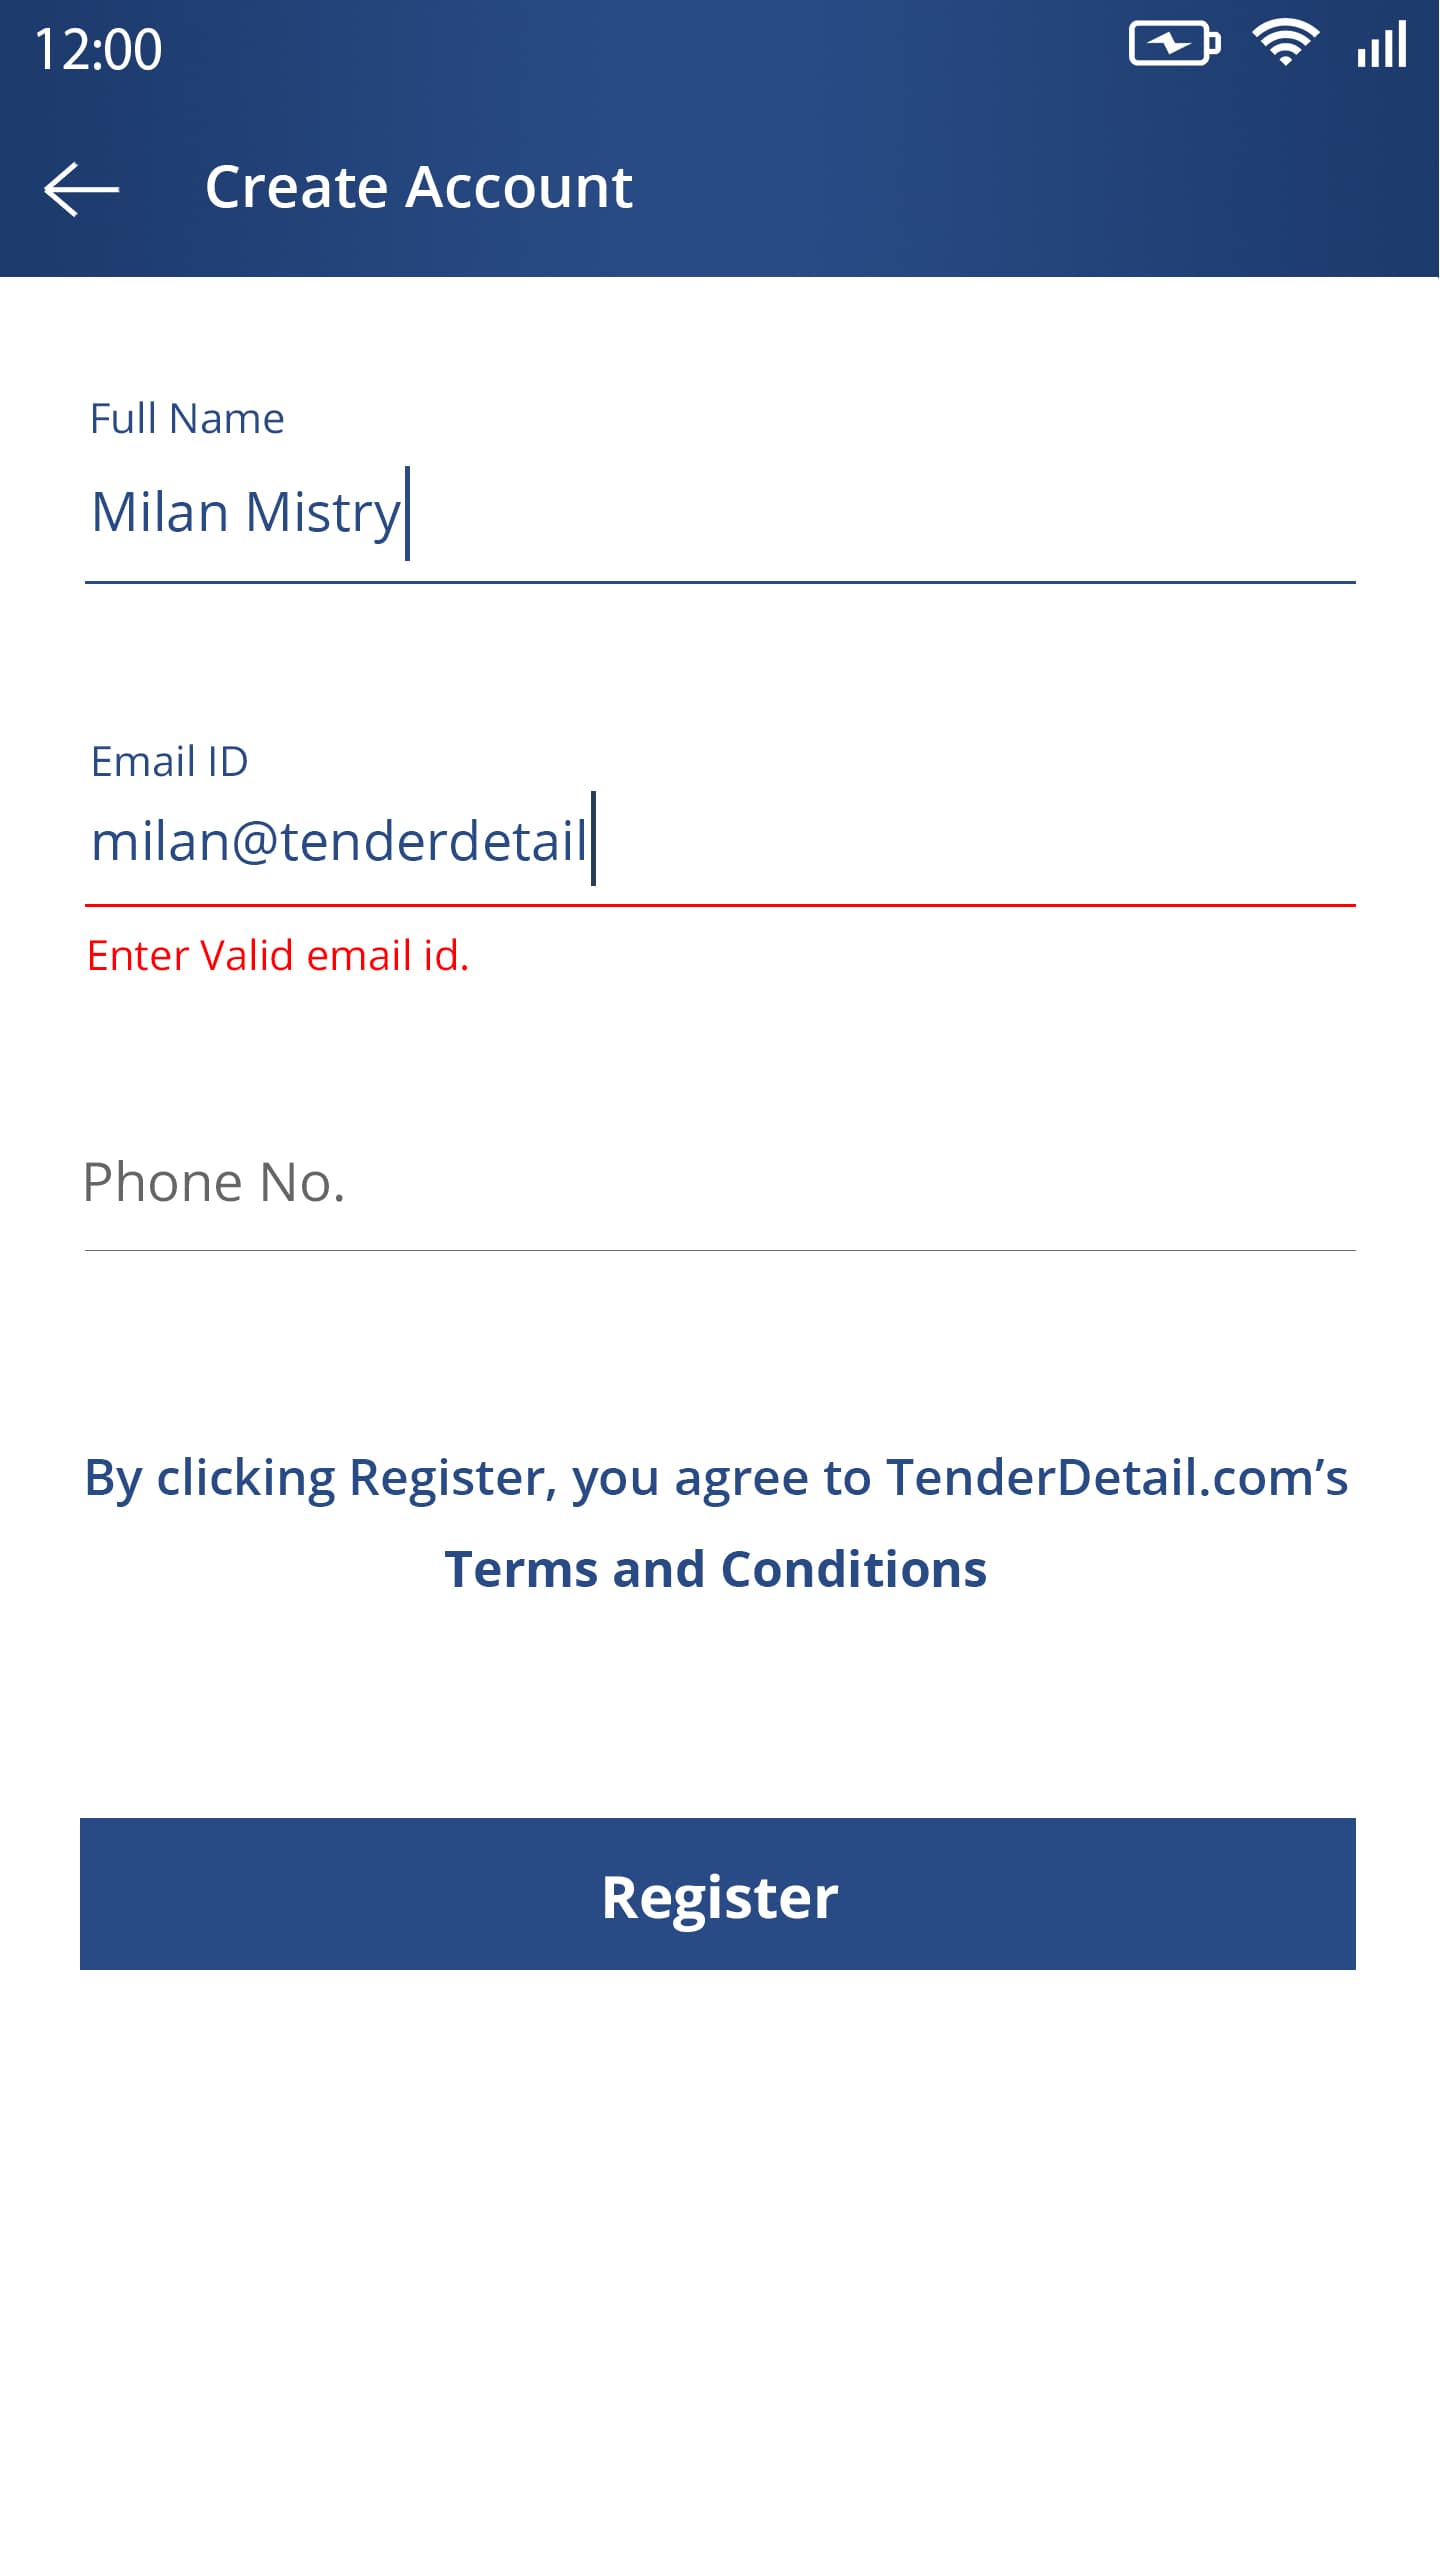 12:00
Create Account
Full Name
Milan Mistry
Email ID
milan@tenderdetail
Enter Valid email id.
Phone No.
By clicking Register, you agree to TenderDetail.com’s
Terms and Conditions
Register